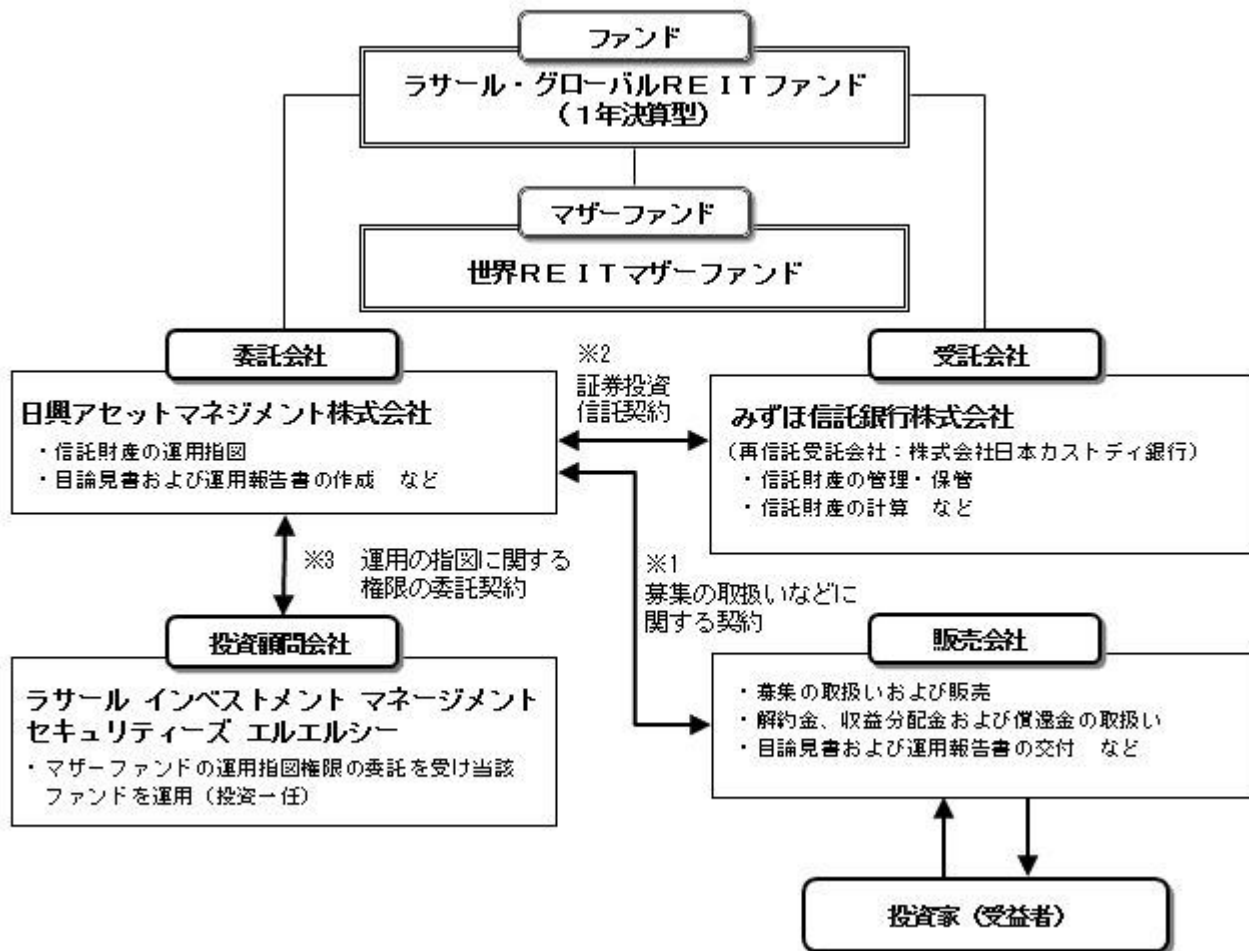 ファンド
ラサール・グローバルREITファンド
(1年決算型)
マザーファンド
世界REITマザーファンド
委託会社
日興アセットマネジメント株式会社
・信託財産の運用指図
・目論見書および運用報告書の作成 など
※2
証券投資
信託契約
受託会社
みずほ信託銀行株式会社
(再信託受託会社:株式会社日本カストディ銀行)
・信託財産の管理・保管
・信託財産の計算 など
※3 運用の指図に関する
権限の委託契約
※1
募集の取扱いなどに
関する契約
投資顧問会社
ラサール インベストメント マネージメント
セキュリティーズ エルエルシー
・マザーファンドの運用指図権限の委託を受け当該
ファンドを運用(投資一任)
販売会社
・募集の取扱いおよび販売
・解約金、収益分配金および償還金の取扱い
・目論見書および運用報告書の交付 など
投資家(受益者)